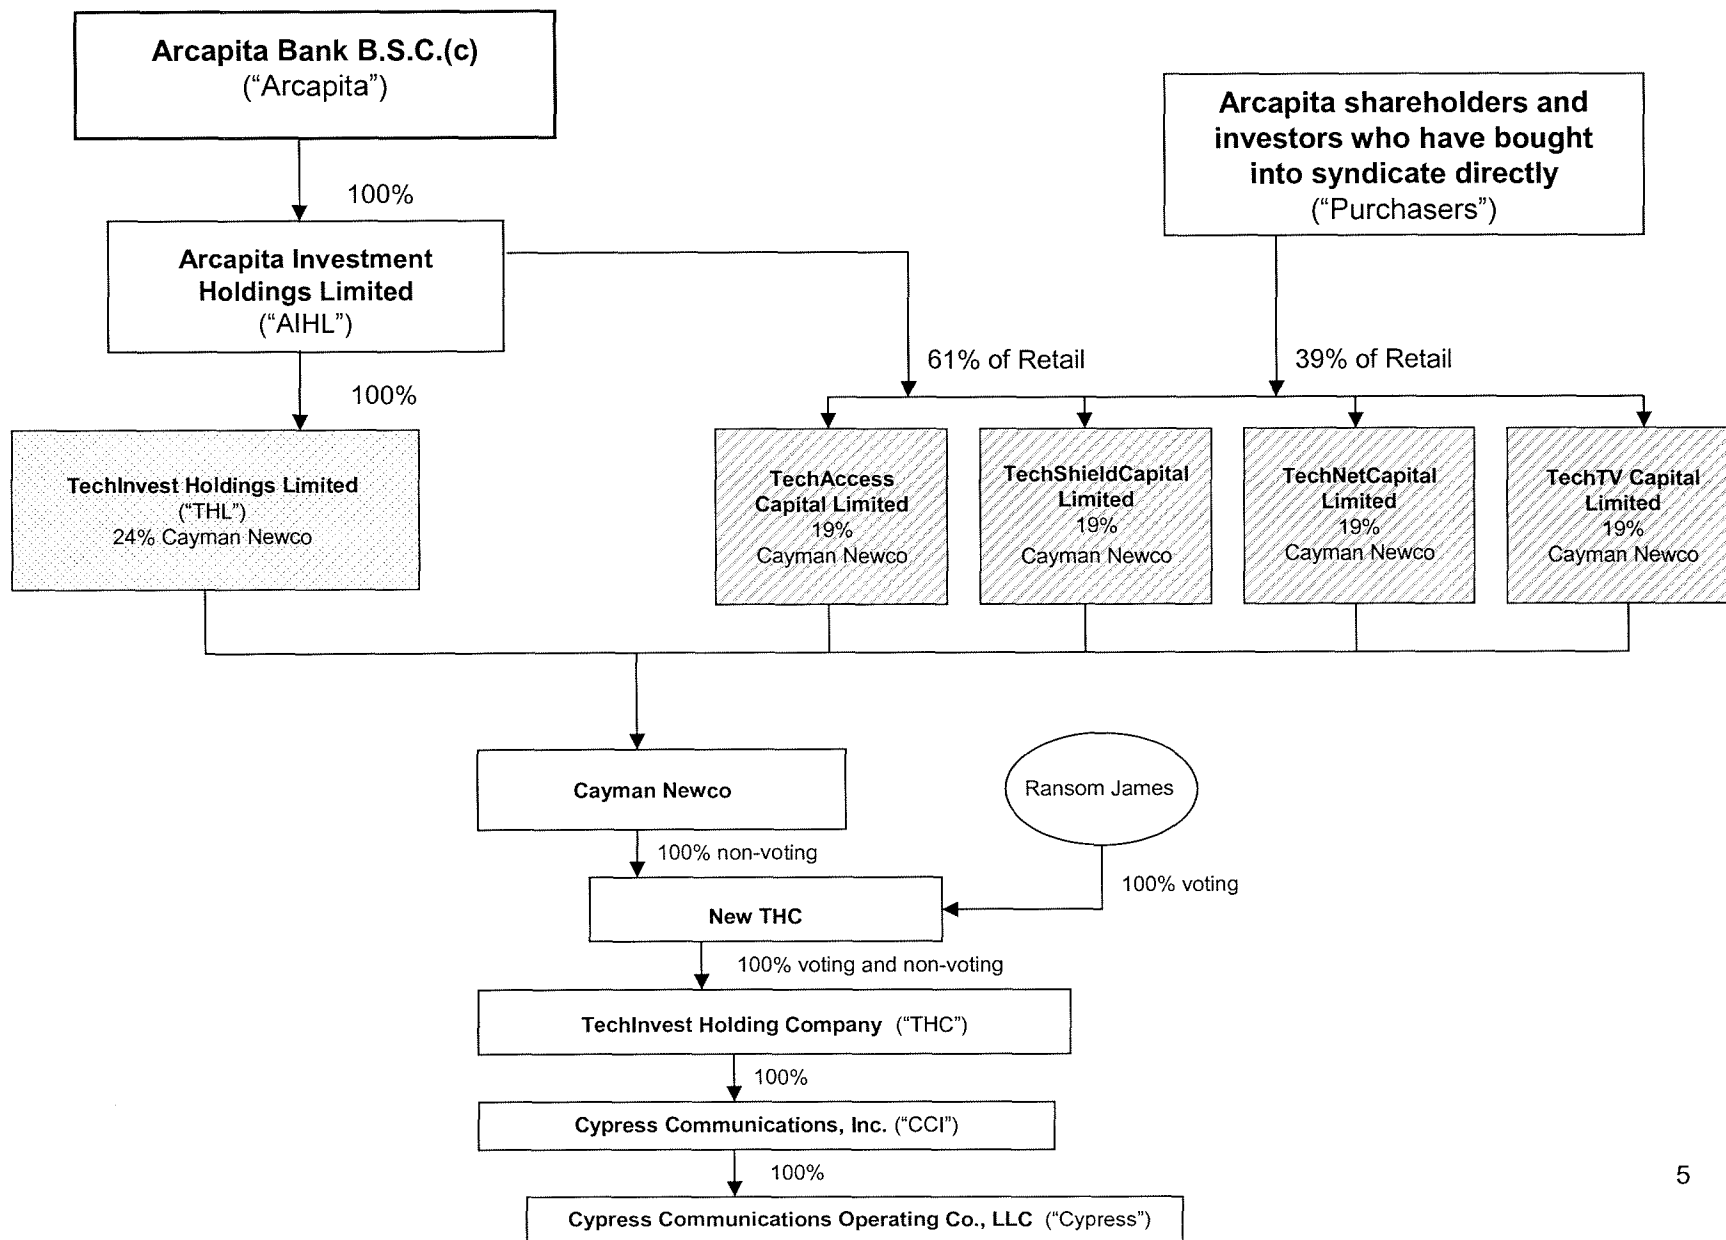 Arcapita Bank B.S.C.(c)
(“Arcapita”)
Arcapita shareholders and
investors who have bought
into syndicate directly
(“Purchasers”)
100%
Arcapita Investment
Holdings Limited
(“AIHL”)
61% of Retail
39% of Retail
100%
TechInvest Holdings Limited
(“THL”)
24% Cayman Newco
TechAccess
Capital Limited
19%
Cayman Newco
TechShieldCapital
Limited
19%
Cayman Newco
TechNetCapital
Limited
19%
Cayman Newco
TechTV Capital
Limited
19%
Cayman Newco
Cayman Newco
Ransom James
100% non-voting
100% voting
New THC
100% voting and non-voting
TechInvest Holding Company (“THC”)
100%
Cypress Communications, Inc. (“CCI”)
100%
Cypress Communications Operating Co., LLC (“Cypress”)
5